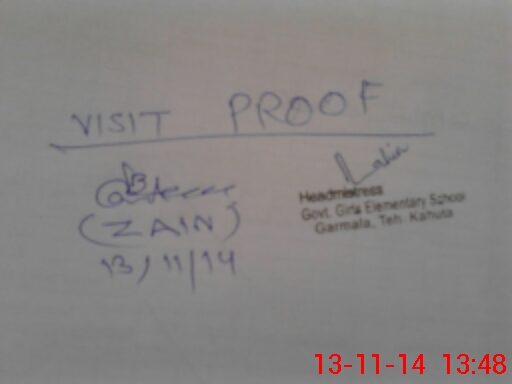 VISIT PROOF
(ZAIN)
13/11/14
Headmistress
Govt. Girls Elementary School
Garmala, Teh. Kahuta
13-11-14 13:48